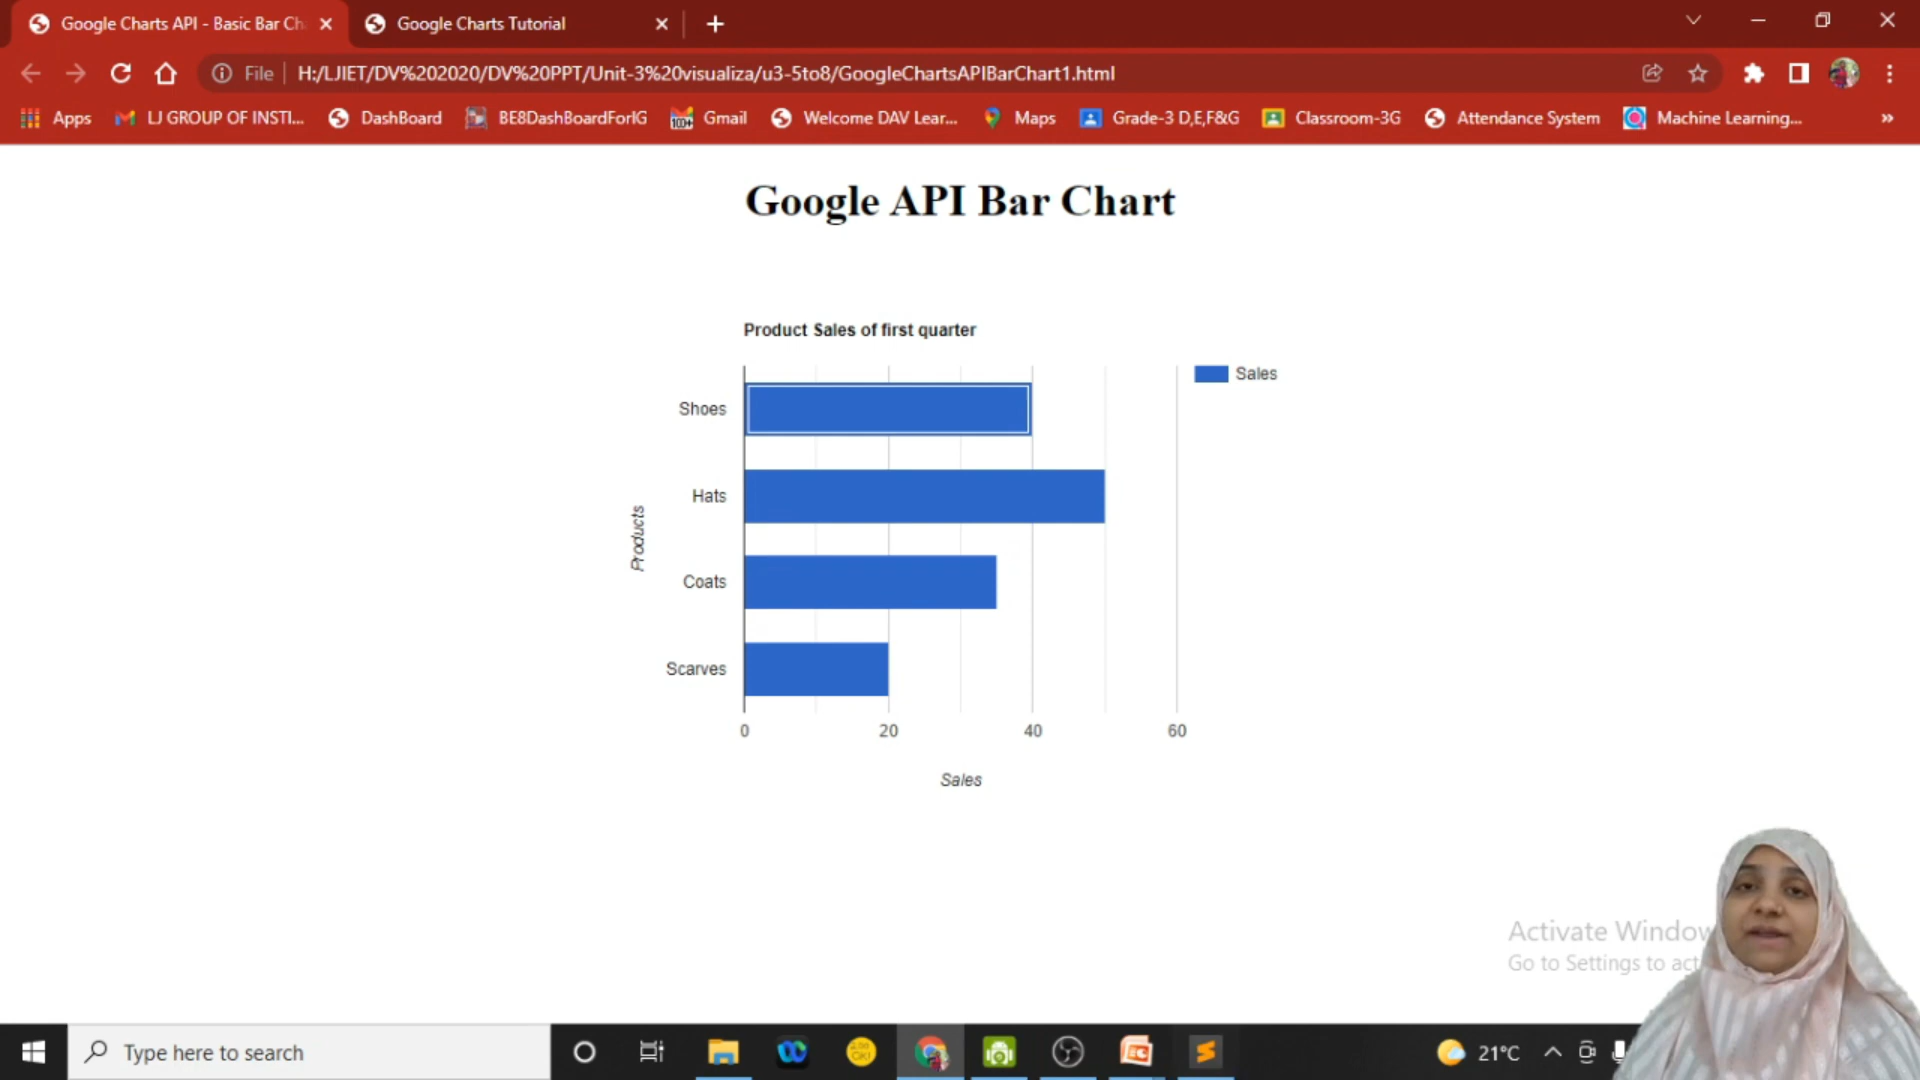 Google Charts API - Basic Bar Ch
Google Charts Tutorial
File
H:/LJIET/DV%202020/DV%20PPT/Unit-3%20visualiza/u3-5to8/GoogleChartsAPIBarChart1.html
Apps
LJ GROUP OF INSTI...
DashBoard
BE8DashBoardForIG
100+
Gmail
Welcome DAV Lear...
Maps
Grade-3 D,E,F&G
Classroom-3G
Attendance System
Machine Learning...
»
Google API Bar Chart
Product Sales of first quarter
Sales
Shoes
Hats
Coats
Scarves
Products
0 20 40 60
Sales
Activate Window
Go to Settings to act
Type here to search
21°C